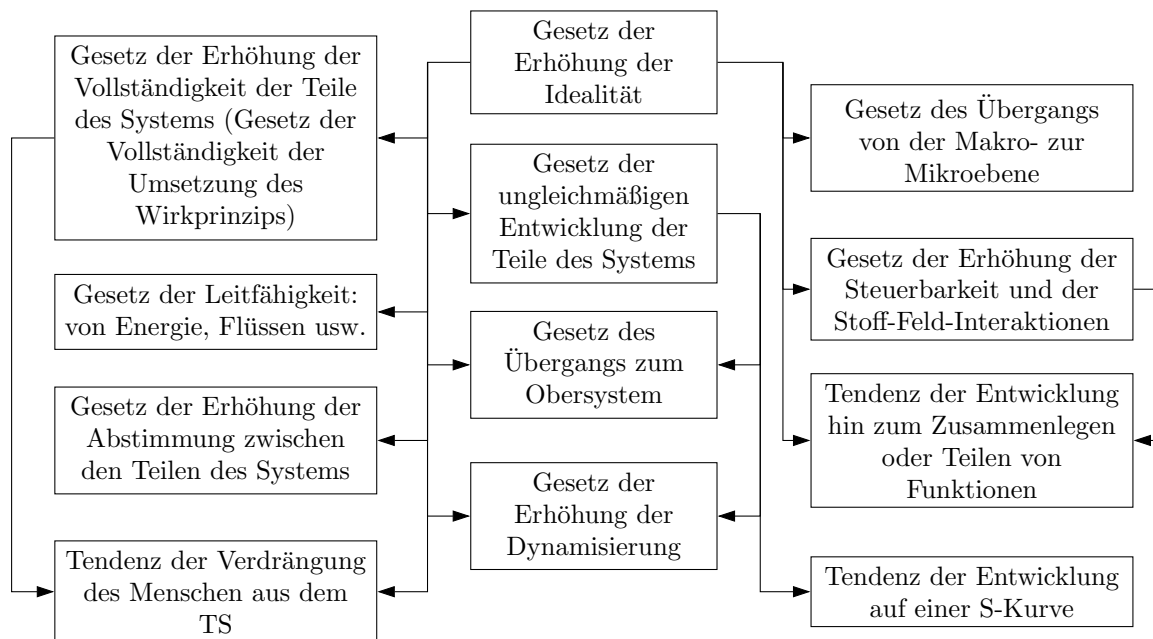 Gesetz der Erhöhung der
Vollständigkeit der Teile
des Systems (Gesetz der
Vollständigkeit der
Umsetzung des
Wirkprinzips)
Gesetz der Leitfähigkeit:
von Energie, Flüssen usw.
Gesetz der Erhöhung der
Abstimmung zwischen
den Teilen des Systems
Tendenz der Verdrängung
des Menschen aus dem
TS
Gesetz der
Erhöhung der
Idealität
Gesetz der
ungleichmäßigen
Entwicklung der
Teile des Systems
Gesetz des
Übergangs zum
Obersystem
Gesetz der
Erhöhung der
Dynamisierung
Gesetz des Übergangs
von der Makro- zur
Mikroebene
Gesetz der Erhöhung der
Steuerbarkeit und der
Stoff-Feld-Interaktionen
Tendenz der Entwicklung
hin zum Zusammenlegen
oder Teilen von
Funktionen
Tendenz der Entwicklung
auf einer S-Kurve